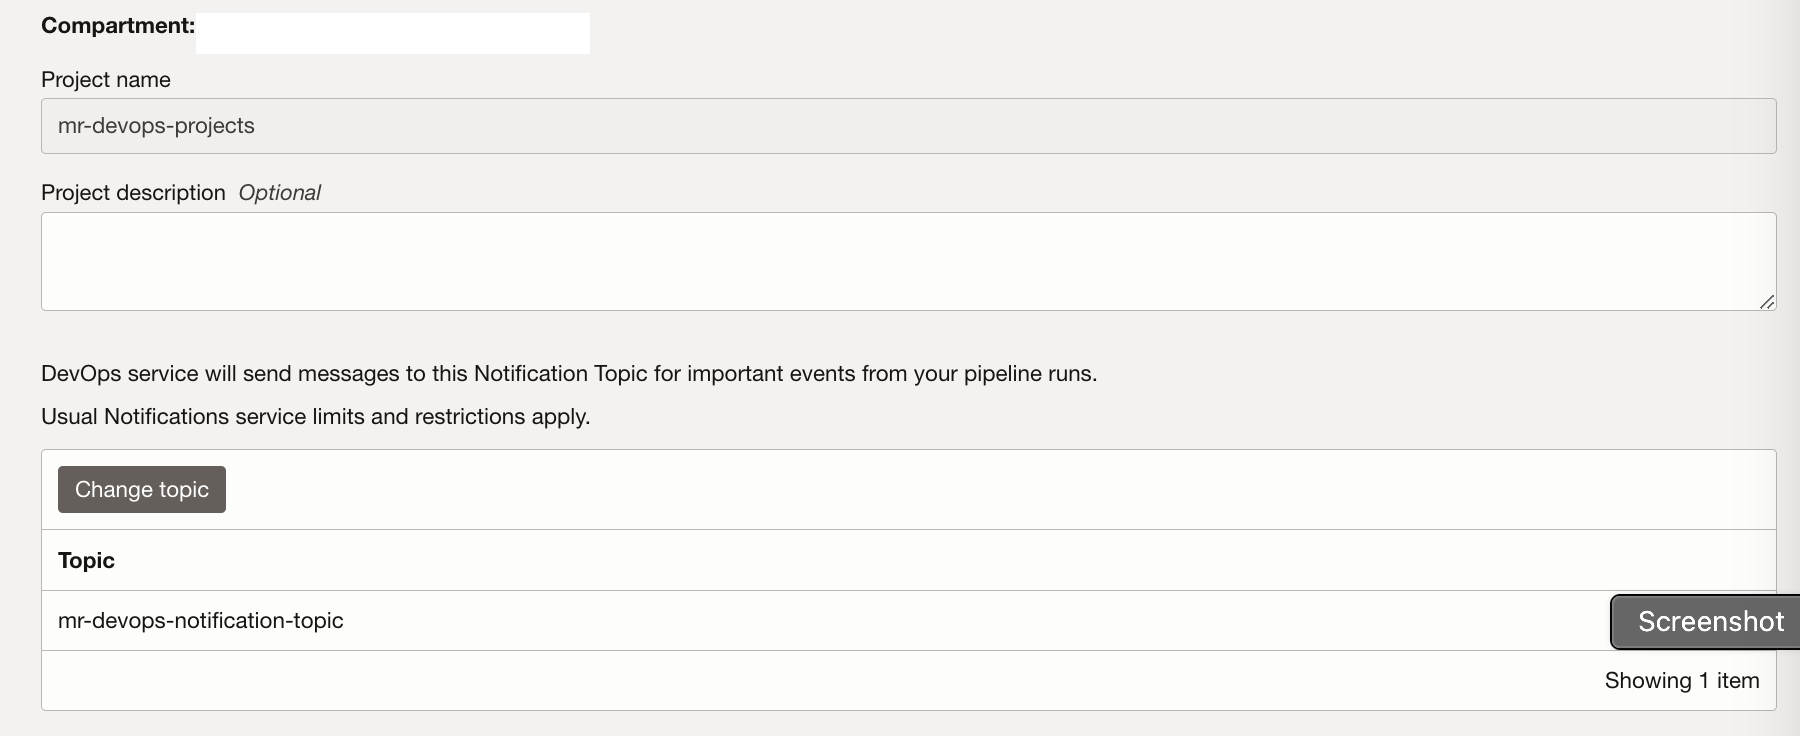 Compartment:
Project name
mr-devops-projects
Project description Optional
DevOps service will send messages to this Notification Topic for important events from your pipeline runs.
Usual Notifications service limits and restrictions apply.
Change topic
Topic
mr-devops-notification-topic
Screenshot
Showing 1 item